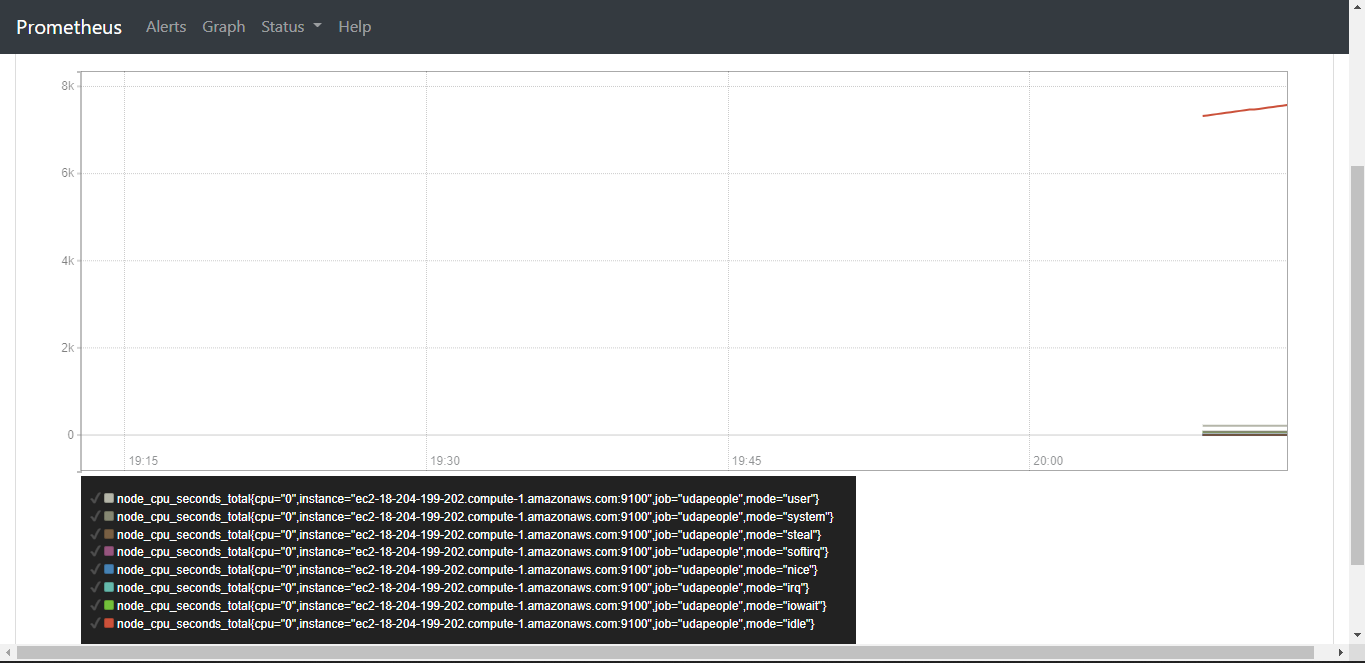 Prometheus Alerts Graph Status Help
8k
6k
4k
2k
0
19:15 19:30 19:45 20:00
node_cpu_seconds_total{cpu="0",instance="ec2-18-204-199-202.compute-1.amazonaws.com:9100",job="udapeople",mode="user"}
node_cpu_seconds_total{cpu="0",instance="ec2-18-204-199-202.compute-1.amazonaws.com:9100",job="udapeople",mode="system"}
node_cpu_seconds_total{cpu="0",instance="ec2-18-204-199-202.compute-1.amazonaws.com:9100",job="udapeople",mode="steal"}
node_cpu_seconds_total{cpu="0",instance="ec2-18-204-199-202.compute-1.amazonaws.com:9100",job="udapeople",mode="softirq"}
node_cpu_seconds_total{cpu="0",instance="ec2-18-204-199-202.compute-1.amazonaws.com:9100",job="udapeople",mode="nice"}
node_cpu_seconds_total{cpu="0",instance="ec2-18-204-199-202.compute-1.amazonaws.com:9100",job="udapeople",mode="irq"}
node_cpu_seconds_total{cpu="0",instance="ec2-18-204-199-202.compute-1.amazonaws.com:9100",job="udapeople",mode="iowait"}
node_cpu_seconds_total{cpu="0",instance="ec2-18-204-199-202.compute-1.amazonaws.com:9100",job="udapeople",mode="idle"}